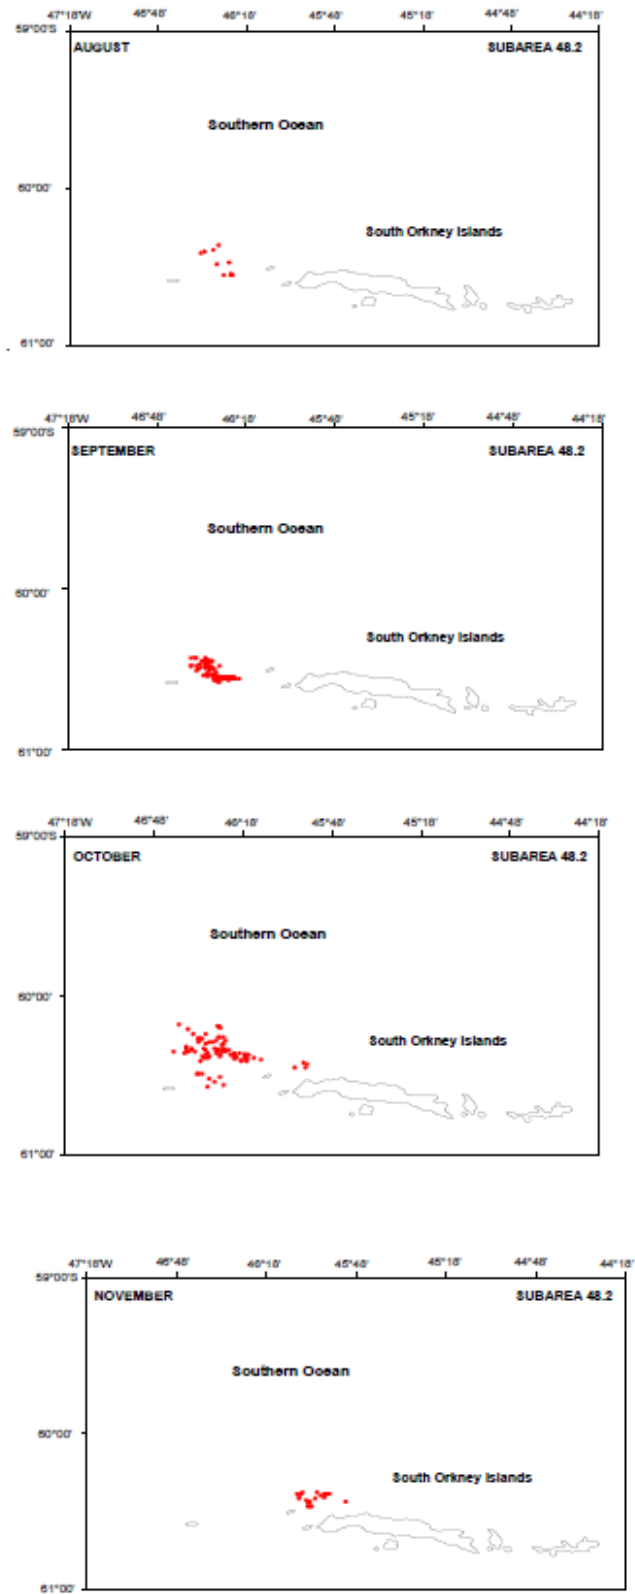 47°18'W 46°48' 46°18' 45°48' 45°18' 44°48' 44°18'
59°00'S
AUGUST SUBAREA 48.2
Southern Ocean
60°00'
South Orkney Islands
61°00'
47°18'W 46°48' 46°18' 45°48' 45°18' 44°48' 44°18'
59°00'S
SEPTEMBER SUBAREA 48.2
Southern Ocean
60°00'
South Orkney Islands
61°00'
47°18'W 46°48' 46°18' 45°48' 45°18' 44°48' 44°18'
59°00'S
OCTOBER SUBAREA 48.2
Southern Ocean
60°00'
South Orkney Islands
61°00'
47°18'W 46°48' 46°18' 45°48' 45°18' 44°48' 44°18'
59°00'S
NOVEMBER SUBAREA 48.2
Southern Ocean
60°00'
South Orkney Islands
61°00'